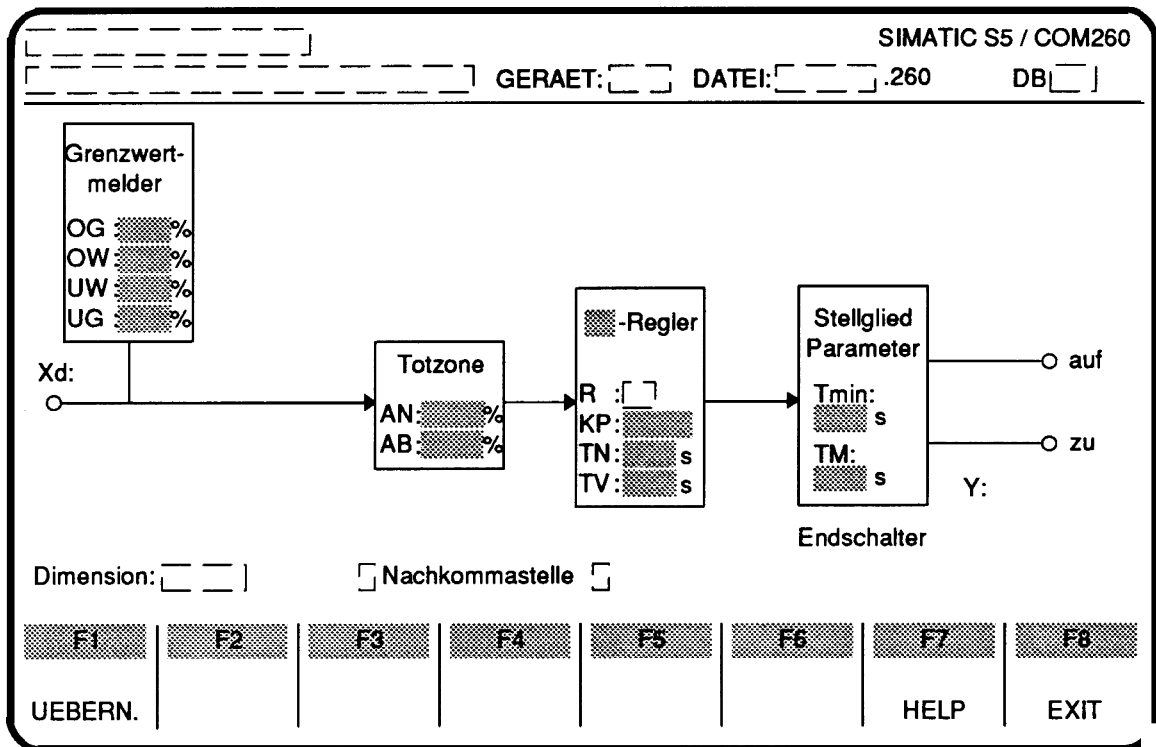 SIMATIC S5 / COM260
GERAET: DATEI: .260 DB
Grenzwert-
melder
OG : %
OW : %
UW : %
UG : %
Xd:
Totzone
AN: %
AB: %
-Regler
R :
KP :
TN : s
TV : s
Stellglied
Parameter
Tmin:
s
TM:
s
auf
zu
Y:
Endschalter
Dimension: Nachkommastelle
F1 F2 F3 F4 F5 F6 F7 F8
UEBERN. HELP EXIT